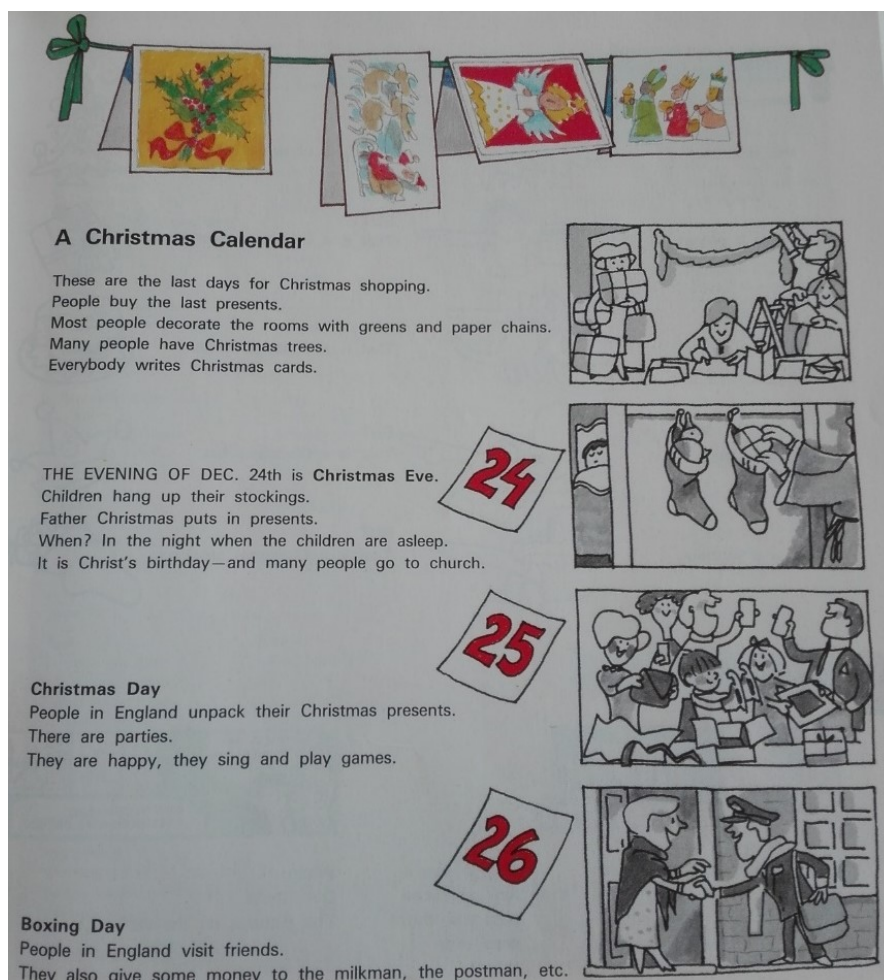 A Christmas Calendar
These are the last days for Christmas shopping.
People buy the last presents.
Most people decorate the rooms with greens and paper chains.
Many people have Christmas trees.
Everybody writes Christmas cards.
24
THE EVENING OF DEC. 24th is Christmas Eve.
Children hang up their stockings.
Father Christmas puts in presents.
When? In the night when the children are asleep.
It is Christ's birthday—and many people go to church.
25
Christmas Day
People in England unpack their Christmas presents.
There are parties.
They are happy, they sing and play games.
26
Boxing Day
People in England visit friends.
They also give some money to the milkman, the postman, etc.